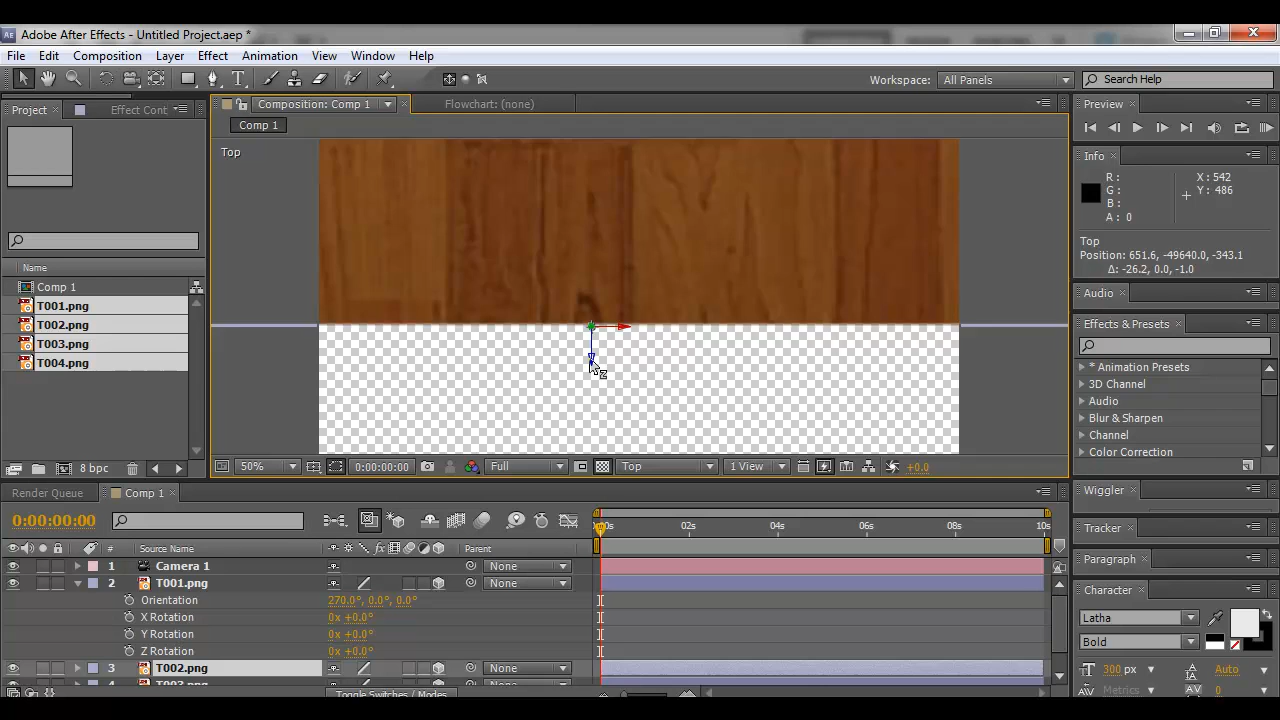 Adobe After Effects - Untitled Project.aep *
File Edit Composition Layer Effect Animation View Window Help
Workspace: All Panels Search Help
Project Effect Cont Composition: Comp 1 Flowchart: (none) Preview
Comp 1
Top
Info
R: X: 542
G: Y: 486
B:
A: 0
Top
Position: 651.6, -49640.0, -343.1
Δ: -26.2, 0.0, -1.0
Name
Comp 1
T001.png
T002.png
T003.png
T004.png
Audio
Effects & Presets
* Animation Presets
3D Channel
Audio
Blur & Sharpen
Channel
Color Correction
8 bpc 50% 0:00:00:00 Full Top 1 View +0.0
Render Queue Comp 1
0:00:00:00
02s 04s 06s 08s 10s
# Source Name Parent
1 Camera 1 None
2 T001.png None
Orientation 270.0°, 0.0°, 0.0°
X Rotation 0x +0.0°
Y Rotation 0x +0.0°
Z Rotation 0x +0.0°
3 T002.png None
Toggle Switches / Modes
Wiggler
Tracker
Paragraph
Character
Latha
Bold
300 px Auto
Metrics 0